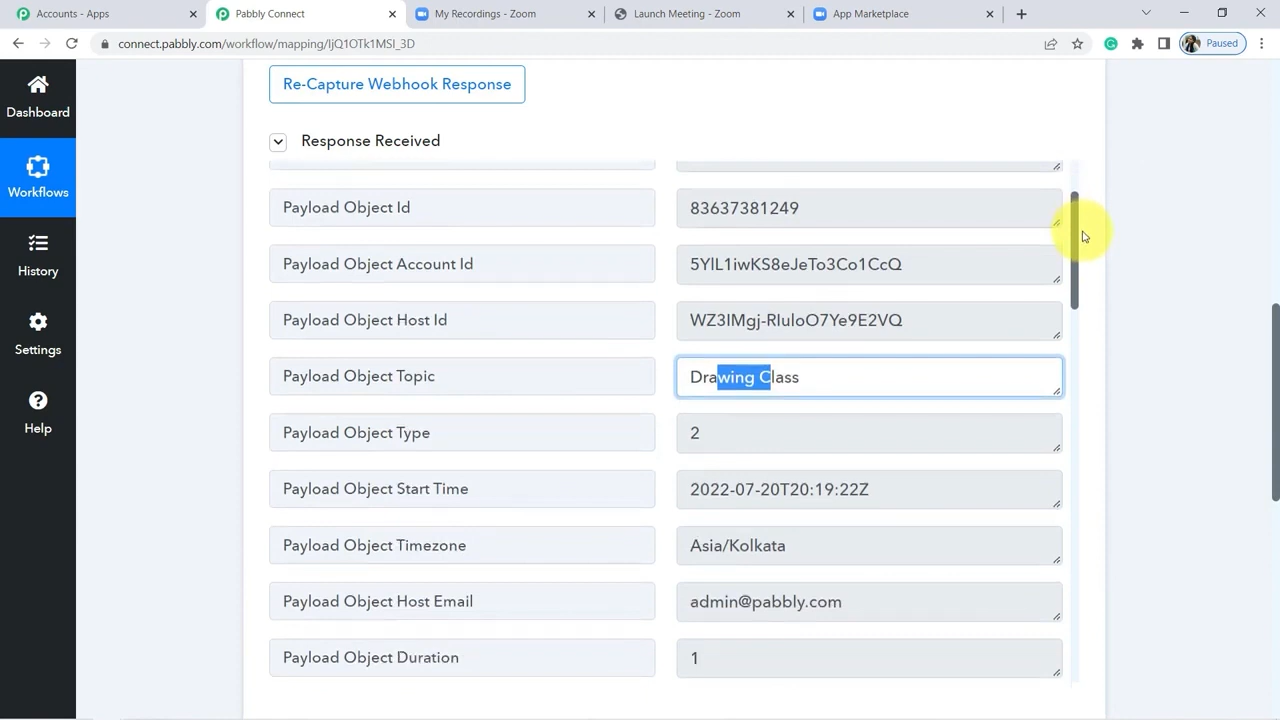 Accounts - Apps
Pabbly Connect
My Recordings - Zoom
Launch Meeting - Zoom
App Marketplace
connect.pabbly.com/workflow/mapping/IjQ1OTk1MSI_3D
Paused
Dashboard
Workflows
History
Settings
Help
Re-Capture Webhook Response
Response Received
Payload Object Id
83637381249
Payload Object Account Id
5YlL1iwKS8eJeTo3Co1CcQ
Payload Object Host Id
WZ3IMgj-RIuloO7Ye9E2VQ
Payload Object Topic
Drawing Class
Payload Object Type
2
Payload Object Start Time
2022-07-20T20:19:22Z
Payload Object Timezone
Asia/Kolkata
Payload Object Host Email
admin@pabbly.com
Payload Object Duration
1